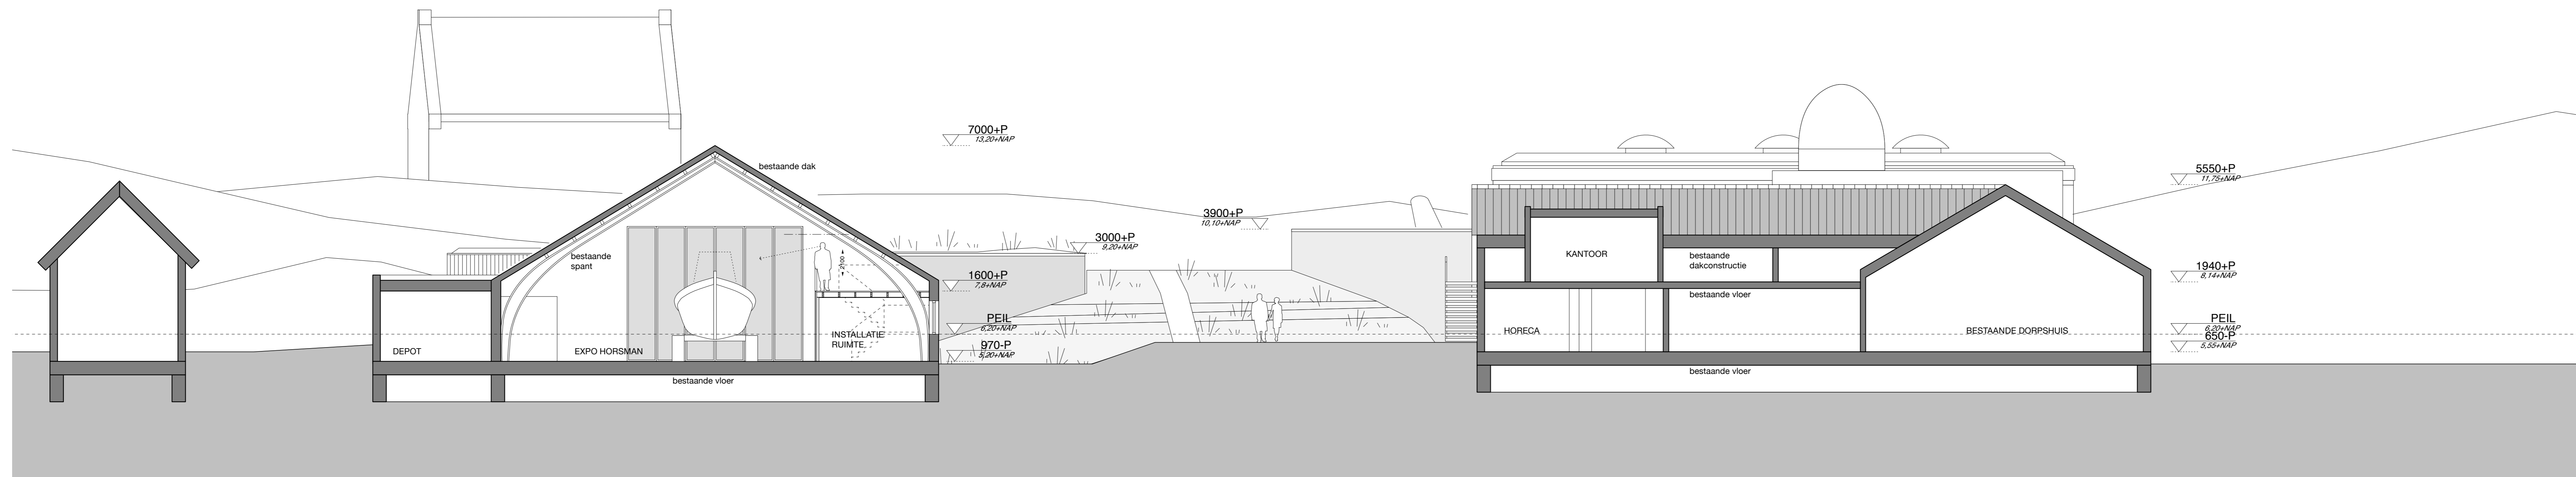 7000+P
13,20+NAP
bestaande dak
5550+P
11,75+NAP
3900+P
10,10+NAP
3000+P
9,20+NAP
bestaande
spant
2100
KANTOOR
bestaande
dakconstructie
1600+P
7,8+NAP
1940+P
8,14+NAP
bestaande vloer
PEIL
6,20+NAP
INSTALLATIE
RUIMTE
HORECA
BESTAANDE DORPSHUIS
PEIL
6,20+NAP
650-P
5,55+NAP
DEPOT
EXPO HORSMAN
970-P
5,20+NAP
bestaande vloer
bestaande vloer